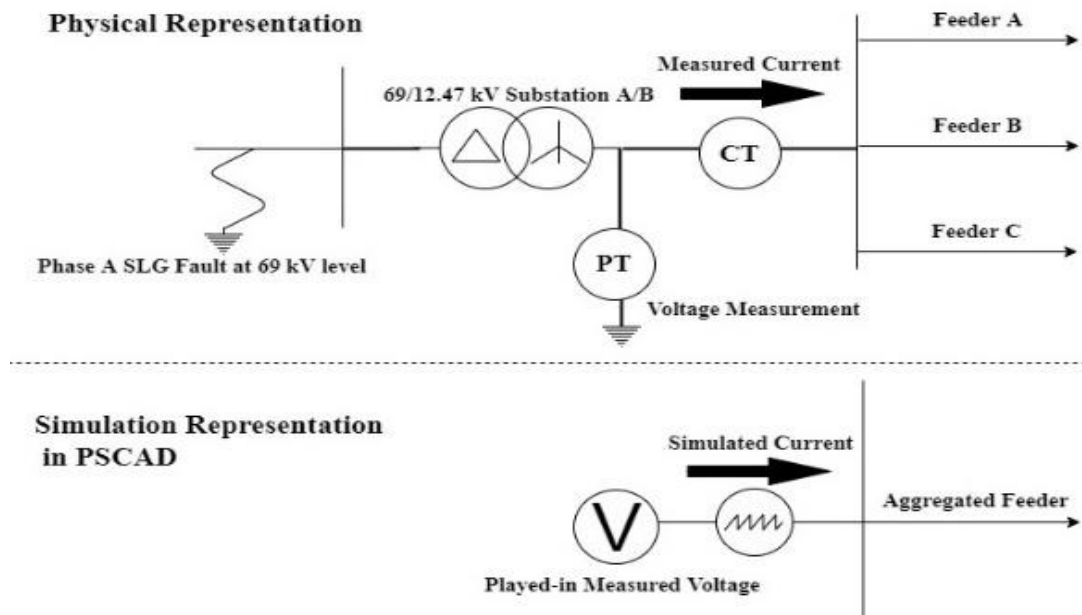 Physical Representation
Feeder A
Measured Current
69/12.47 kV Substation A/B
CT
Feeder B
Feeder C
Phase A SLG Fault at 69 kV level
PT
Voltage Measurement
Simulation Representation
in PSCAD
Simulated Current
Aggregated Feeder
V
Played-in Measured Voltage